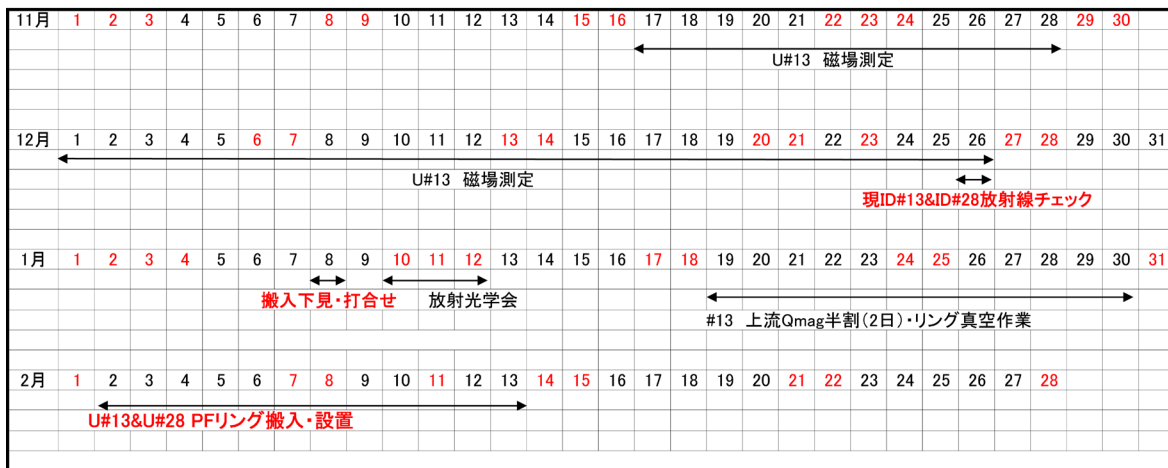 11月 1 2 3 4 5 6 7 8 9 10 11 12 13 14 15 16 17 18 19 20 21 22 23 24 25 26 27 28 29 30
U#13 磁場測定
12月 1 2 3 4 5 6 7 8 9 10 11 12 13 14 15 16 17 18 19 20 21 22 23 24 25 26 27 28 29 30 31
U#13 磁場測定
現ID#13&ID#28放射線チェック
1月 1 2 3 4 5 6 7 8 9 10 11 12 13 14 15 16 17 18 19 20 21 22 23 24 25 26 27 28 29 30 31
搬入下見・打合せ 放射光学会
#13 上流Qmag半割(2日)・リング真空作業
2月 1 2 3 4 5 6 7 8 9 10 11 12 13 14 15 16 17 18 19 20 21 22 23 24 25 26 27 28
U#13&U#28 PFリング搬入・設置